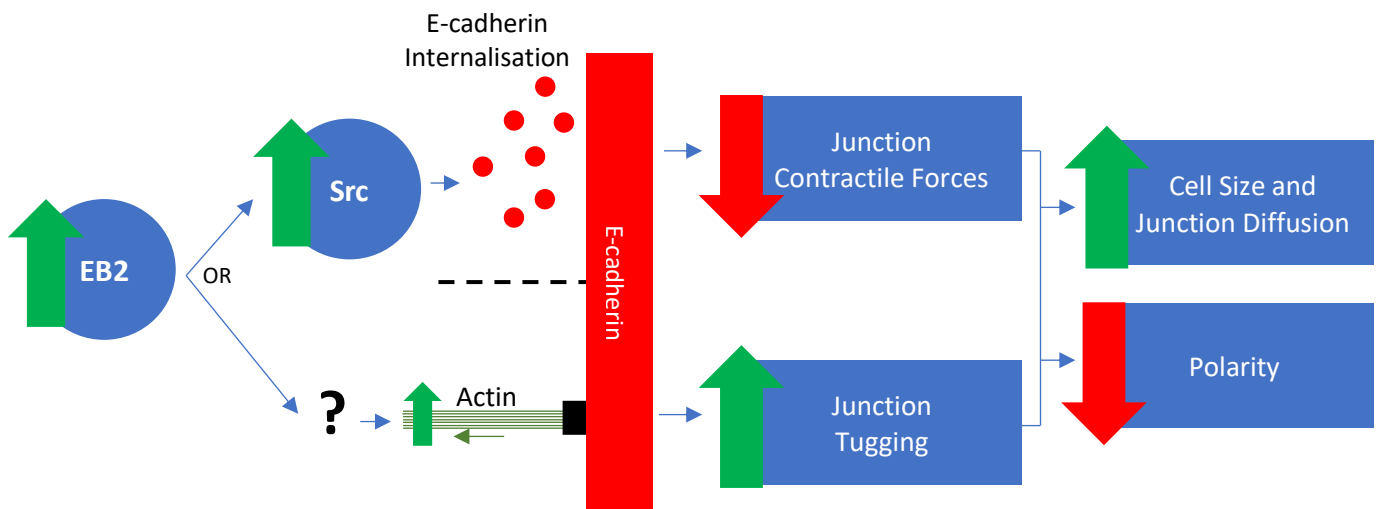 E-cadherin
Internalisation
Src
EB2
OR
?
Actin
E-cadherin
Junction
Contractile Forces
Junction
Tugging
Cell Size and
Junction Diffusion
Polarity